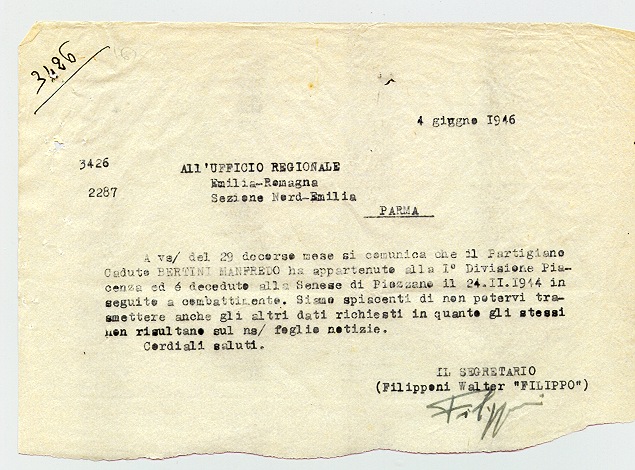 3426
4 giugno 1946
3426
All'UFFICIO REGIONALE
2287
Emilia-Romagna
Sezione Nord-Emilia
PARMA
A vs/ del 29 decorso mese si comunica che il Partigiano
Caduto BERTINI MANFREDO ha appartenuto alla I° Divisione Pia-
cenza ed é deceduto alla Senese di Piozzano il 24.II.1944 in
seguito a combattimento. Siamo spiacenti di non potervi tra-
smettere anche gli altri dati richiesti in quanto gli stessi
non risultano sul ns/ foglio notizie.
Cordiali saluti.
IL SEGRETARIO
(Filipponi Walter "FILIPPO")